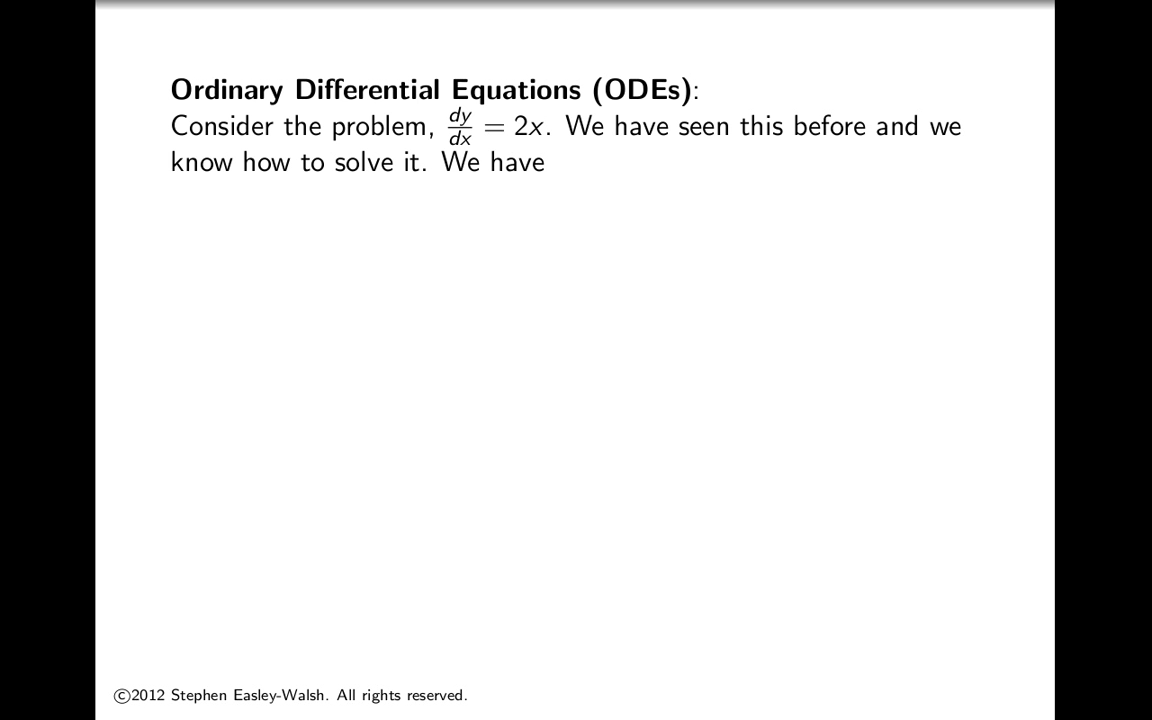 Ordinary Differential Equations (ODEs):
Consider the problem, dy/dx = 2x. We have seen this before and we
know how to solve it. We have
©2012 Stephen Easley-Walsh. All rights reserved.